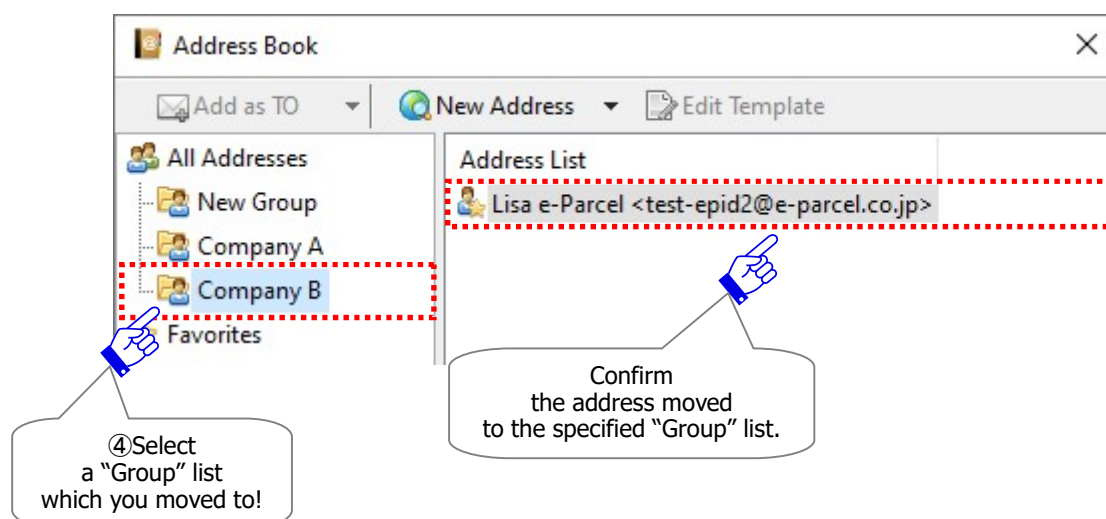 Address Book
Add as TO
New Address
Edit Template
All Addresses
New Group
Company A
Company B
Favorites
Address List
Lisa e-Parcel <test-epid2@e-parcel.co.jp>
Confirm
the address moved
to the specified “Group” list.
④Select
a “Group” list
which you moved to!